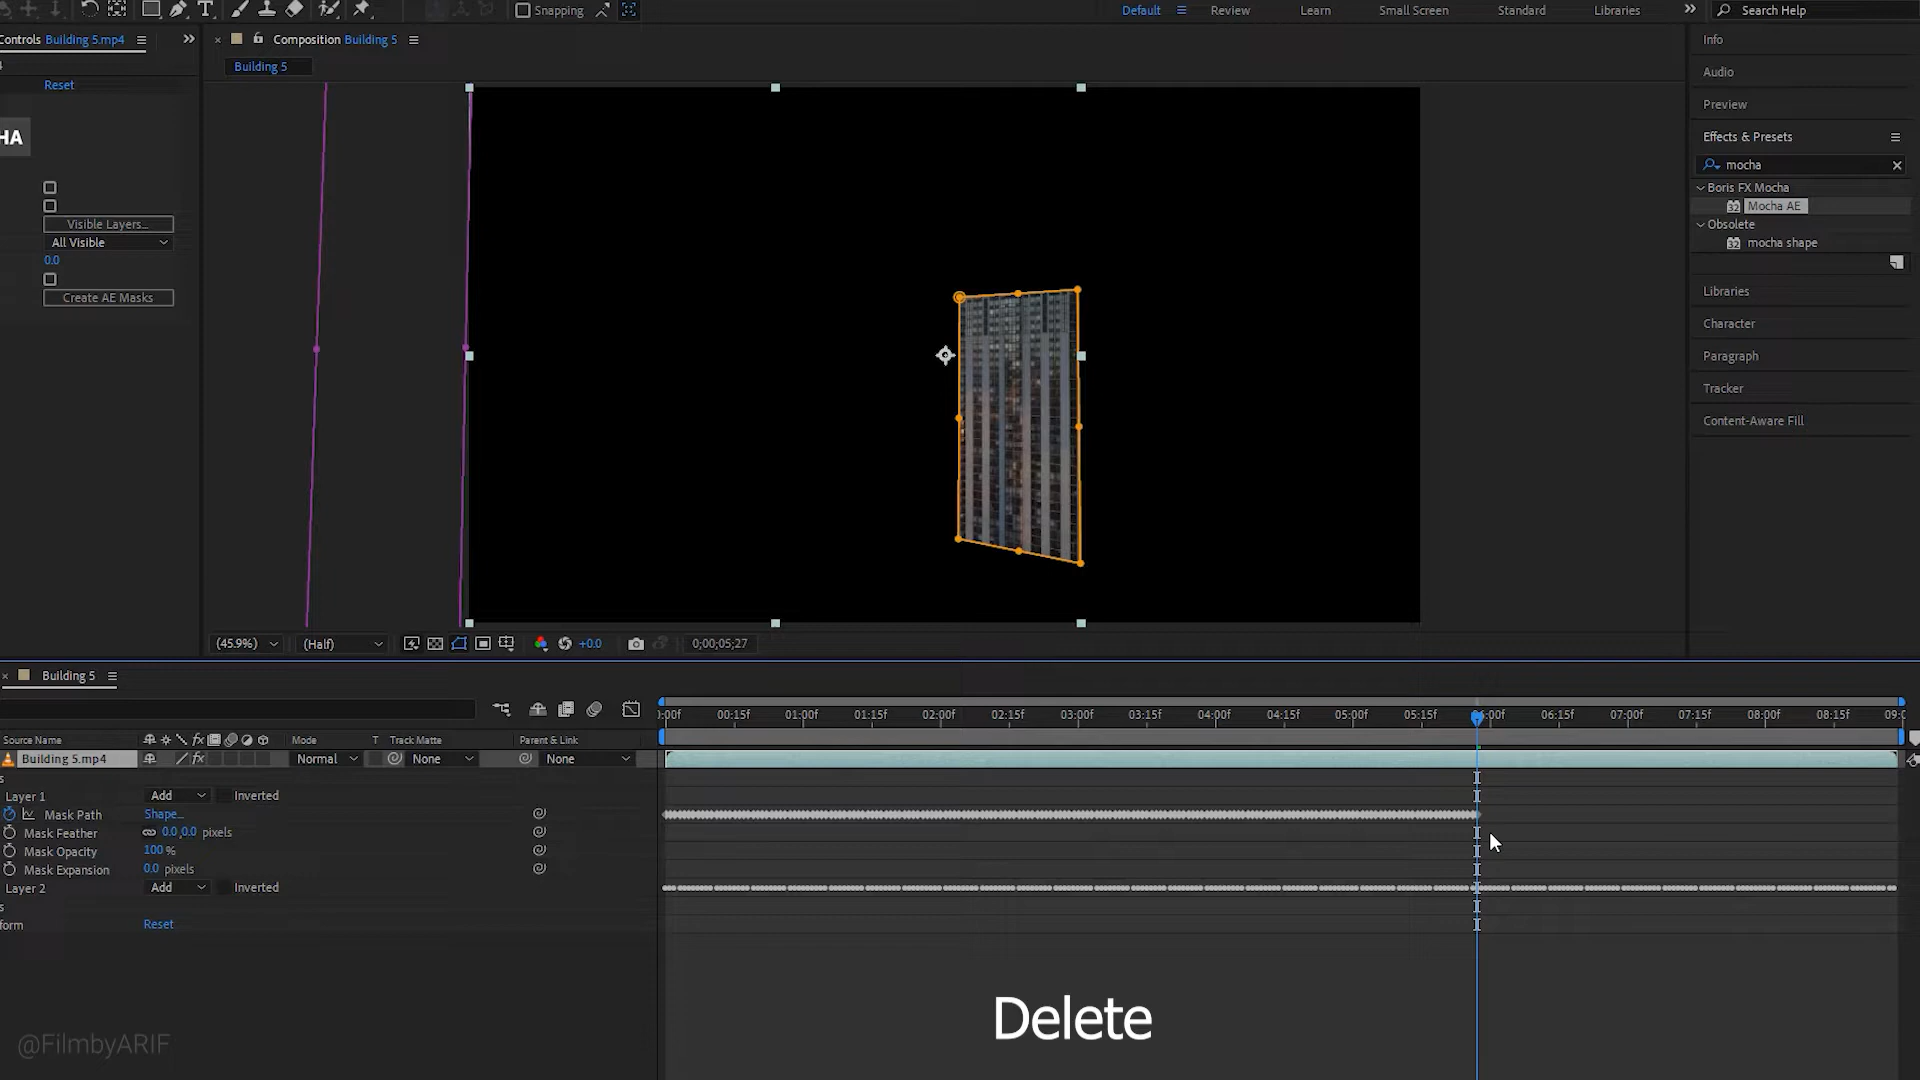 Snapping
Default
Review
Learn
Small Screen
Standard
Libraries
Search Help
Controls Building 5.mp4
Composition Building 5
Info
Building 5
Reset
Audio
Preview
HA
Effects & Presets
mocha
Boris FX Mocha
Mocha AE
Visible Layers...
Obsolete
All Visible
mocha shape
0.0
Create AE Masks
Libraries
Character
Paragraph
Tracker
Content-Aware Fill
(45.9%)
(Half)
+0.0
0;00;05;27
Building 5
:00f 00:15f 01:00f 01:15f 02:00f 02:15f 03:00f 03:15f 04:00f 04:15f 05:00f 05:15f 06:00f 06:15f 07:00f 07:15f 08:00f 08:15f 09:0
Source Name
fx
Mode
T
Track Matte
Parent & Link
Building 5.mp4
fx
Normal
None
None
s
Layer 1
Add
Inverted
Mask Path
Shape...
Mask Feather
0.0,0.0 pixels
Mask Opacity
100 %
Mask Expansion
0.0 pixels
Layer 2
Add
Inverted
s
form
Reset
Delete
@FilmbyARIF